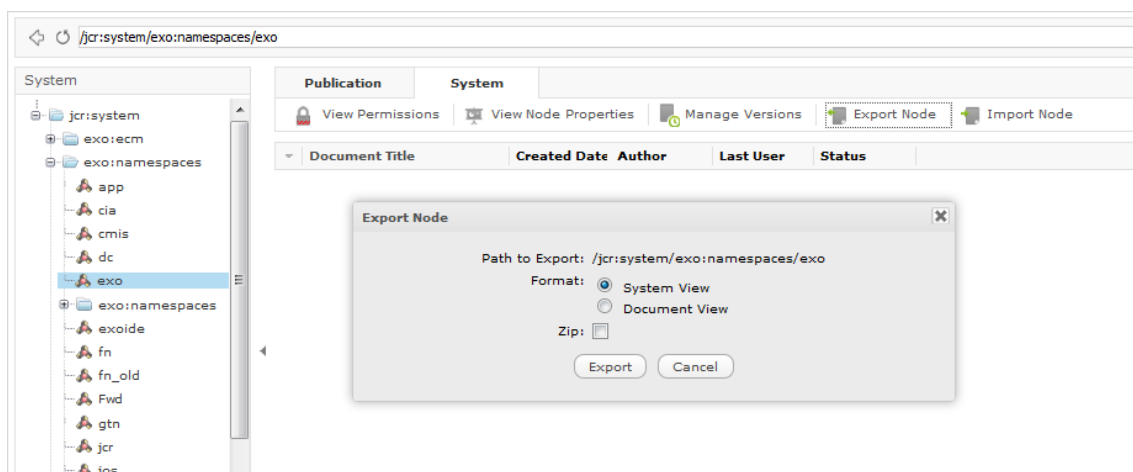 /jcr:system/exo:namespaces/exo
System
jcr:system
exo:ecm
exo:namespaces
app
cia
cmis
dc
exo
exo:namespaces
exoide
fn
fn_old
Fwd
gtn
jcr
jos
Publication System
View Permissions View Node Properties Manage Versions Export Node Import Node
Document Title Created Date Author Last User Status
Export Node
Path to Export: /jcr:system/exo:namespaces/exo
Format: System View
Document View
Zip:
Export Cancel